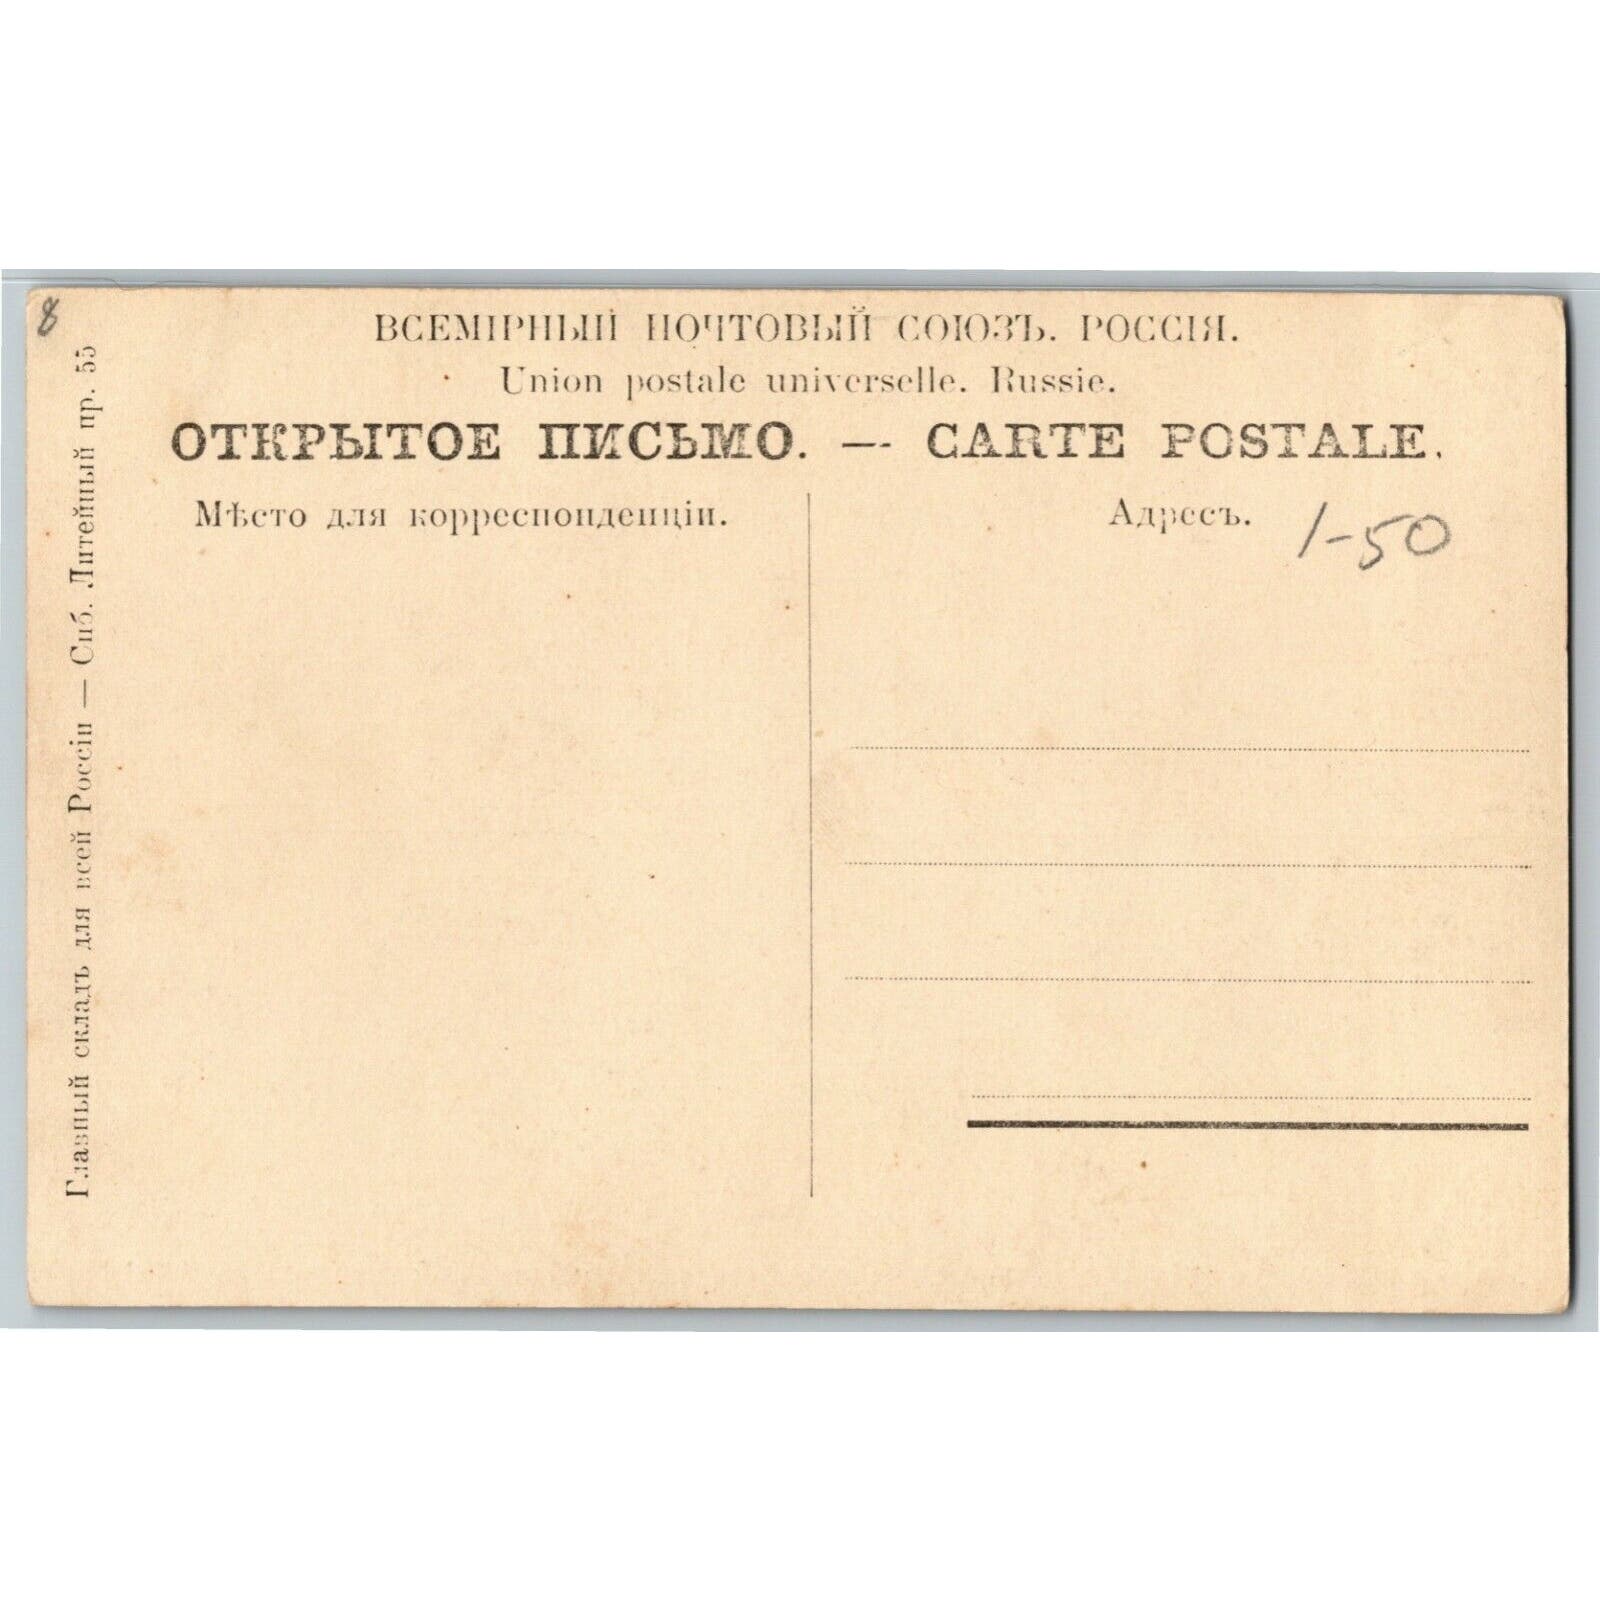 8
ВСЕМІРНЫЙ ПОЧТОВЫЙ СОЮЗЪ. РОССІЯ.
Union postale universelle. Russie.
ОТКРЫТОЕ ПИСЬМО. — CARTE POSTALE.
Мѣсто для корреспонденціи.
Адресъ.
1-50
Главный складъ для всей Россіи — Спб. Литейный пр. 55